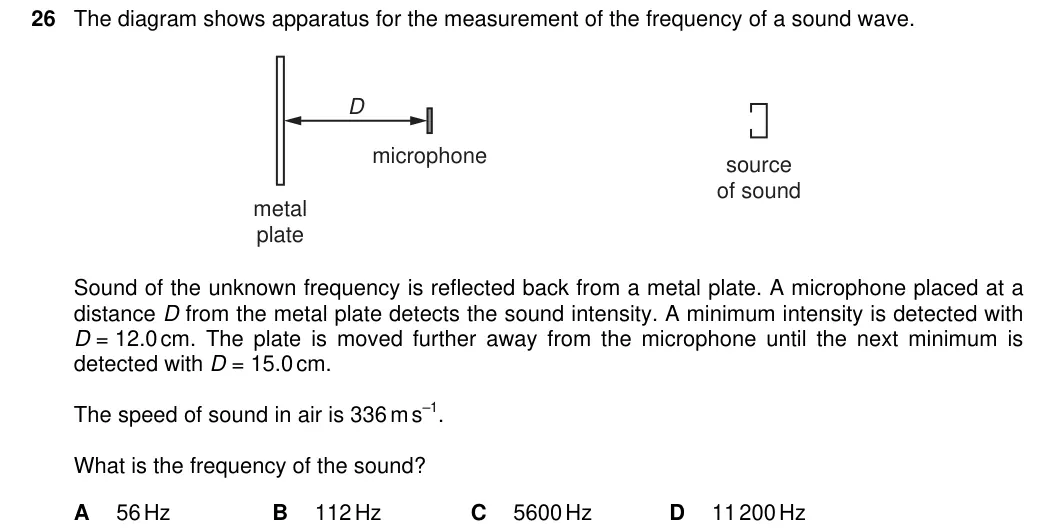 26 The diagram shows apparatus for the measurement of the frequency of a sound wave.
D
microphone
source
of sound
metal
plate
Sound of the unknown frequency is reflected back from a metal plate. A microphone placed at a
distance D from the metal plate detects the sound intensity. A minimum intensity is detected with
D = 12.0 cm. The plate is moved further away from the microphone until the next minimum is
detected with D = 15.0 cm.
The speed of sound in air is 336 m s⁻¹.
What is the frequency of the sound?
A 56 Hz B 112 Hz C 5600 Hz D 11 200 Hz